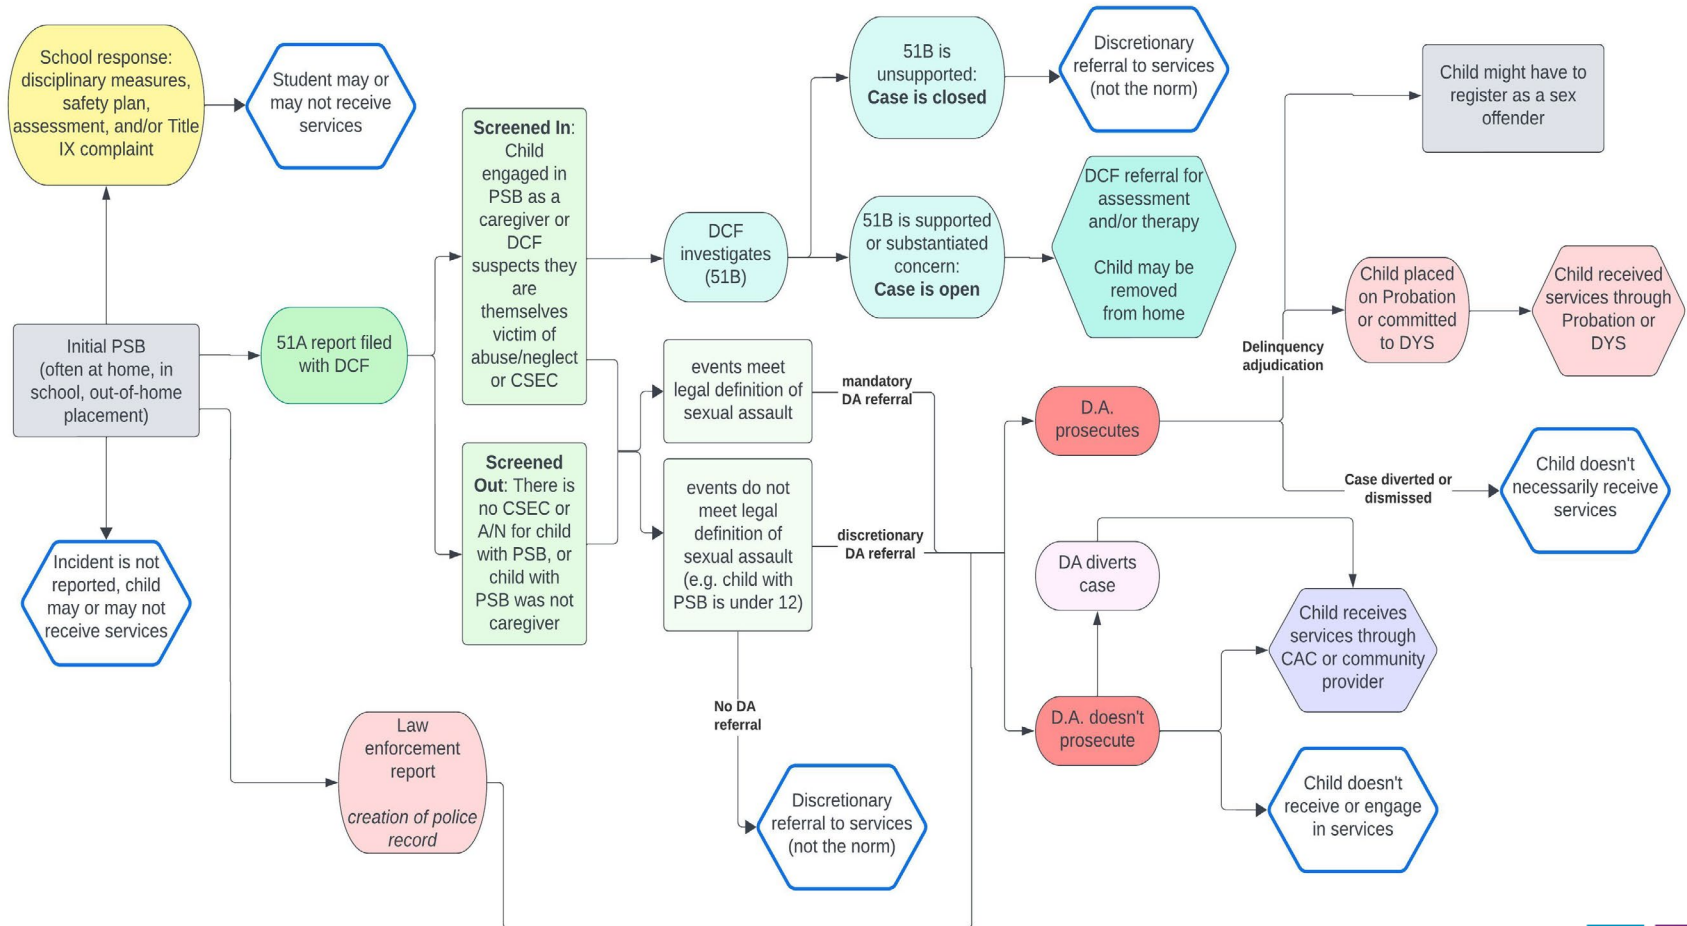 School response:
disciplinary measures,
safety plan,
assessment, and/or Title
IX complaint
Student may or
may not receive
services
Initial PSB
(often at home, in
school, out-of-home
placement)
Incident is not
reported, child
may or may not
receive services
51A report filed
with DCF
Law
enforcement
report
creation of police
record
Screened In:
Child
engaged in
PSB as a
caregiver or
DCF
suspects they
are
themselves
victim of
abuse/neglect
or CSEC
Screened
Out: There is
no CSEC or
A/N for child
with PSB, or
child with
PSB was not
caregiver
DCF
investigates
(51B)
51B is
unsupported:
Case is closed
Discretionary
referral to services
(not the norm)
51B is supported
or substantiated
concern:
Case is open
DCF referral for
assessment
and/or therapy
Child may be
removed
from home
events meet
legal definition of
sexual assault
mandatory
DA referral
events do not
meet legal
definition of
sexual assault
(e.g. child with
PSB is under 12)
discretionary
DA referral
No DA
referral
Discretionary
referral to services
(not the norm)
D.A.
prosecutes
Delinquency
adjudication
Child might have to
register as a sex
offender
Child placed
on Probation
or committed
to DYS
Child received
services through
Probation or
DYS
Case diverted or
dismissed
Child doesn't
necessarily receive
services
DA diverts
case
D.A. doesn't
prosecute
Child receives
services through
CAC or community
provider
Child doesn't
receive or engage
in services